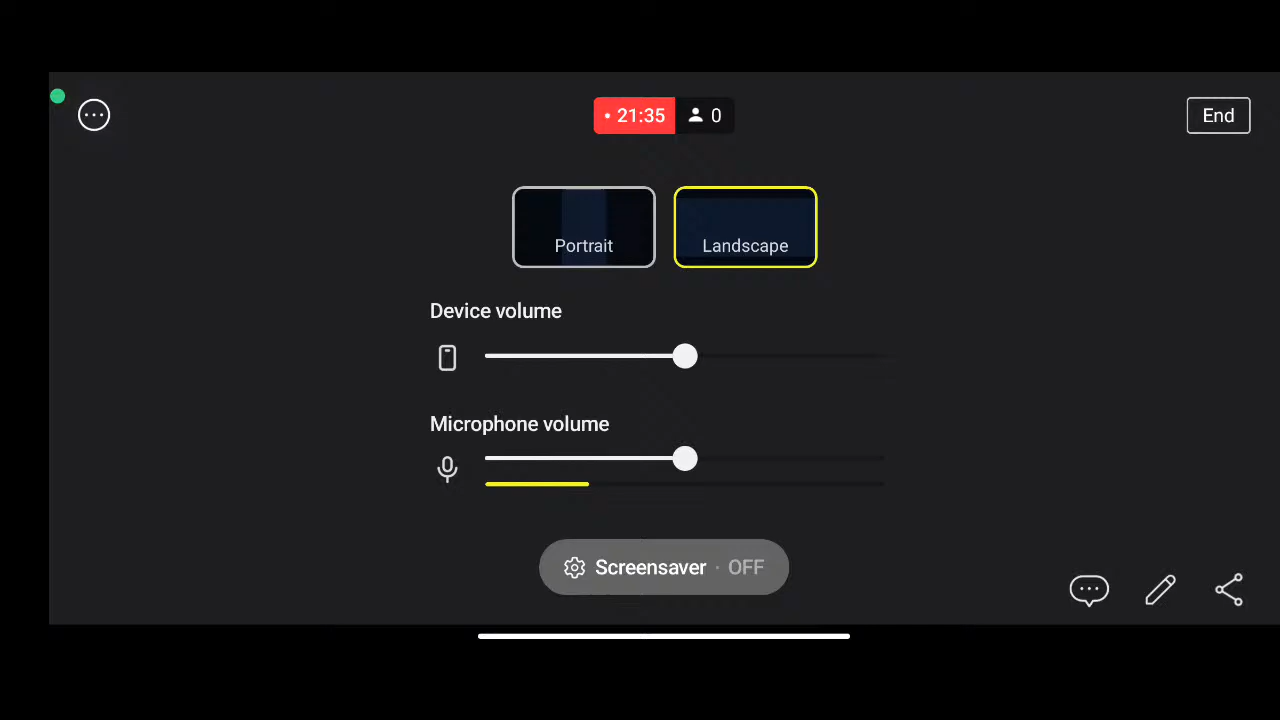 21:35
0
End
Portrait
Landscape
Device volume
Microphone volume
Screensaver · OFF